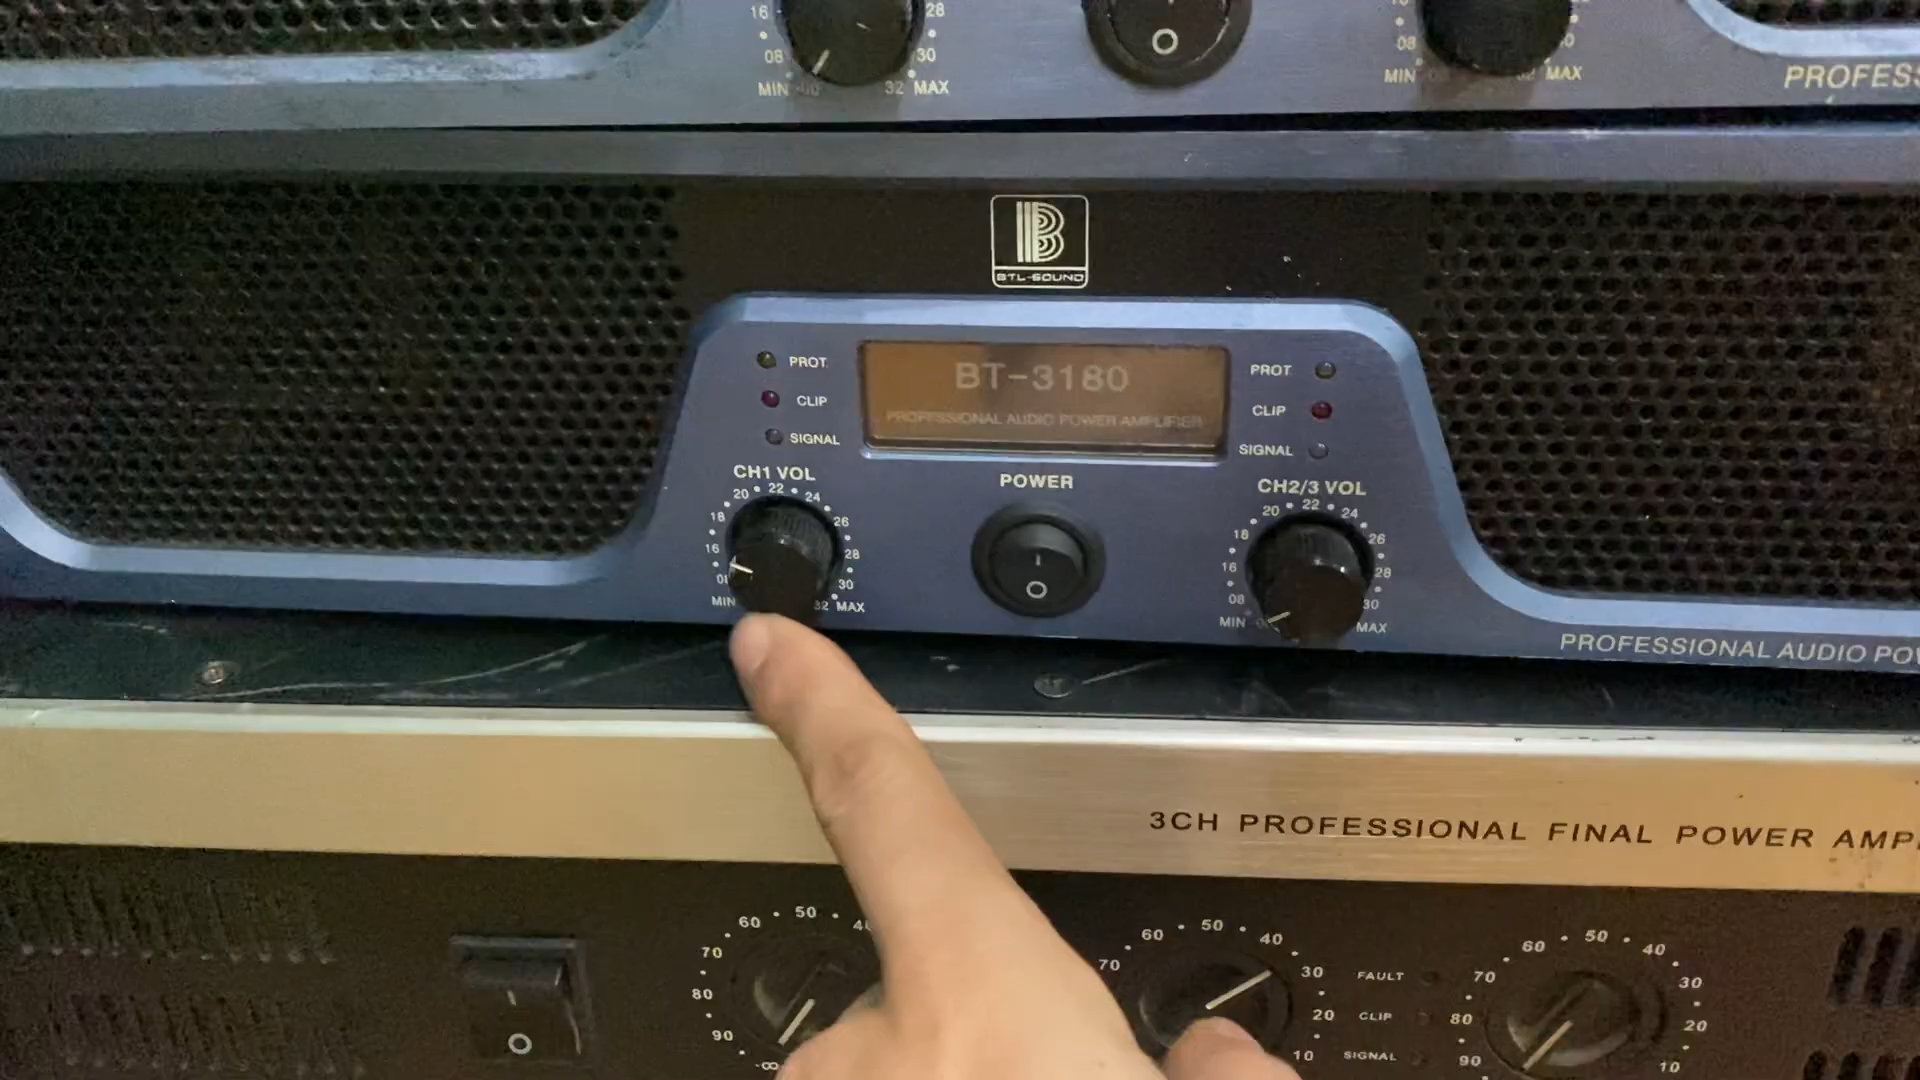 16 28
08 30
MIN 00 32 MAX
08
MIN MAX
PROFESS
BTL-SOUND
PROT.
CLIP
SIGNAL
BT-3180
PROFESSIONAL AUDIO POWER AMPLIFIER
PROT.
CLIP
SIGNAL
CH1 VOL
20 22 24
18 26
16 28
30
MIN 32 MAX
POWER
CH2/3 VOL
20 22 24
18 26
16 28
08 30
MIN MAX
PROFESSIONAL AUDIO PO
3CH PROFESSIONAL FINAL POWER AMP
60 50
70
80
90
-∞
60 50 40
70 30
20
10
FAULT
CLIP
SIGNAL
60 50 40
70 30
80 20
90 10